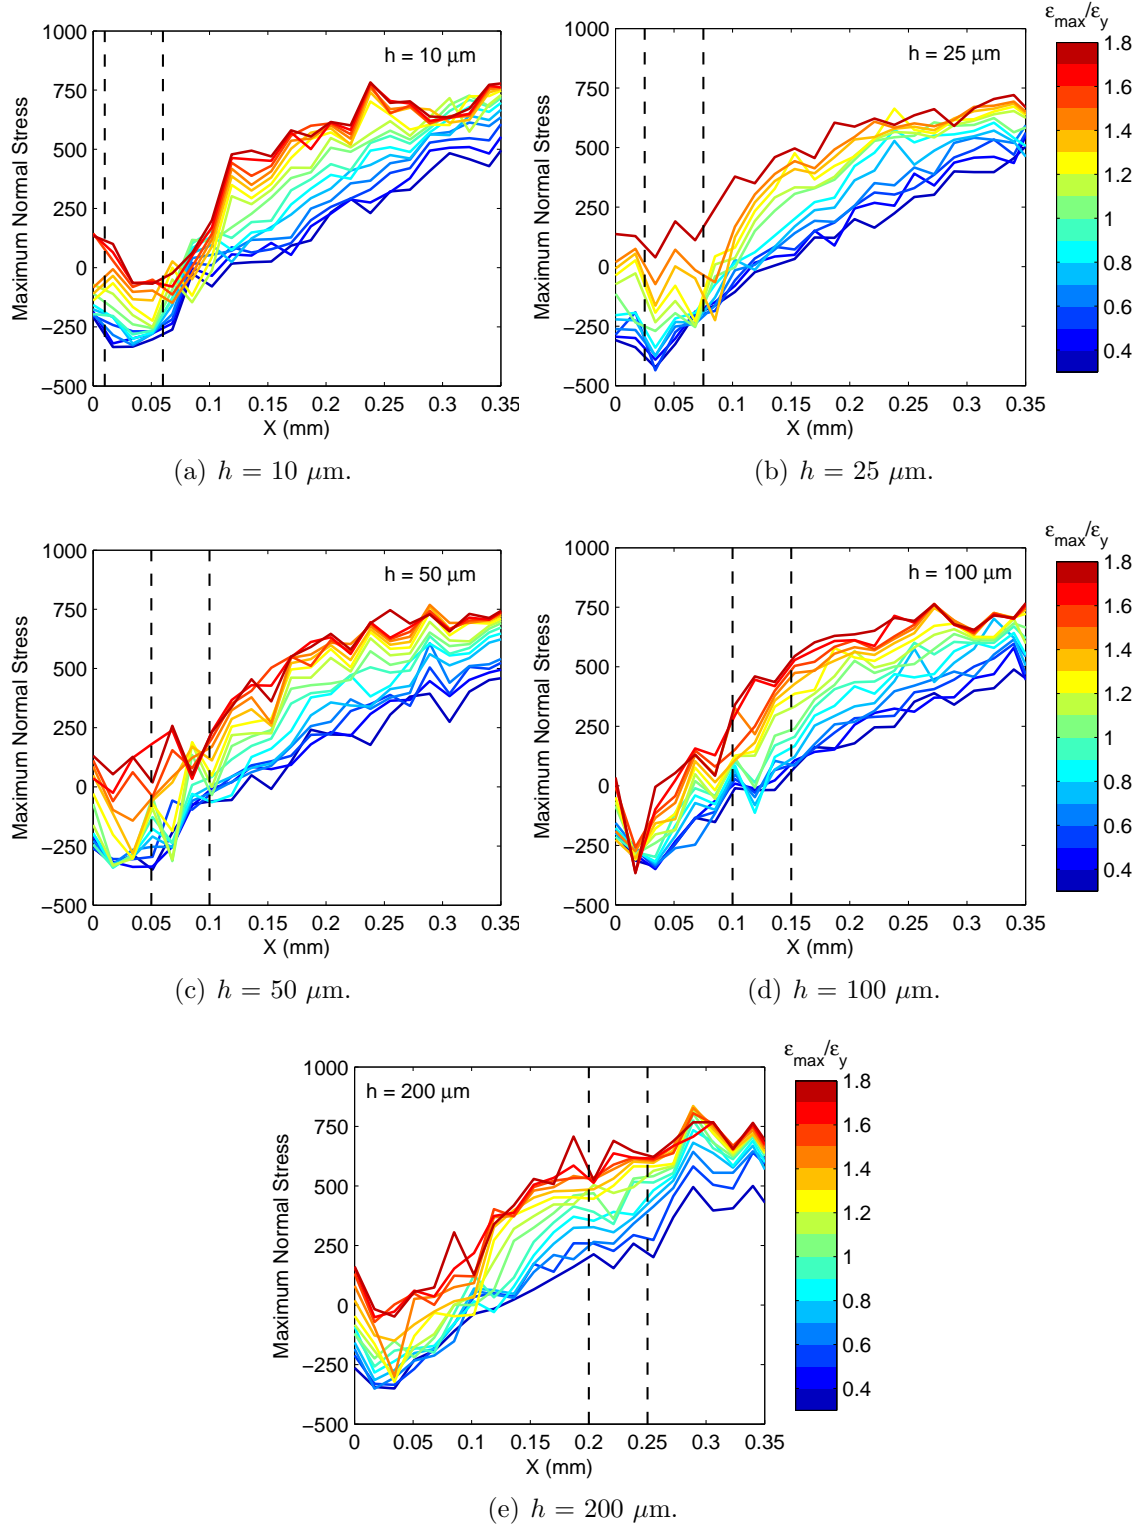 h = 10 μm
Maximum Normal Stress
1000
750
500
250
0
−250
−500
0 0.05 0.1 0.15 0.2 0.25 0.3 0.35
X (mm)
(a) h = 10 μm.
h = 25 μm
Maximum Normal Stress
1000
750
500
250
0
−250
−500
0 0.05 0.1 0.15 0.2 0.25 0.3 0.35
X (mm)
(b) h = 25 μm.
ε_max/ε_y
1.8
1.6
1.4
1.2
1
0.8
0.6
0.4
h = 50 μm
Maximum Normal Stress
1000
750
500
250
0
−250
−500
0 0.05 0.1 0.15 0.2 0.25 0.3 0.35
X (mm)
(c) h = 50 μm.
h = 100 μm
Maximum Normal Stress
1000
750
500
250
0
−250
−500
0 0.05 0.1 0.15 0.2 0.25 0.3 0.35
X (mm)
(d) h = 100 μm.
ε_max/ε_y
1.8
1.6
1.4
1.2
1
0.8
0.6
0.4
h = 200 μm
Maximum Normal Stress
1000
750
500
250
0
−250
−500
0 0.05 0.1 0.15 0.2 0.25 0.3 0.35
X (mm)
(e) h = 200 μm.
ε_max/ε_y
1.8
1.6
1.4
1.2
1
0.8
0.6
0.4